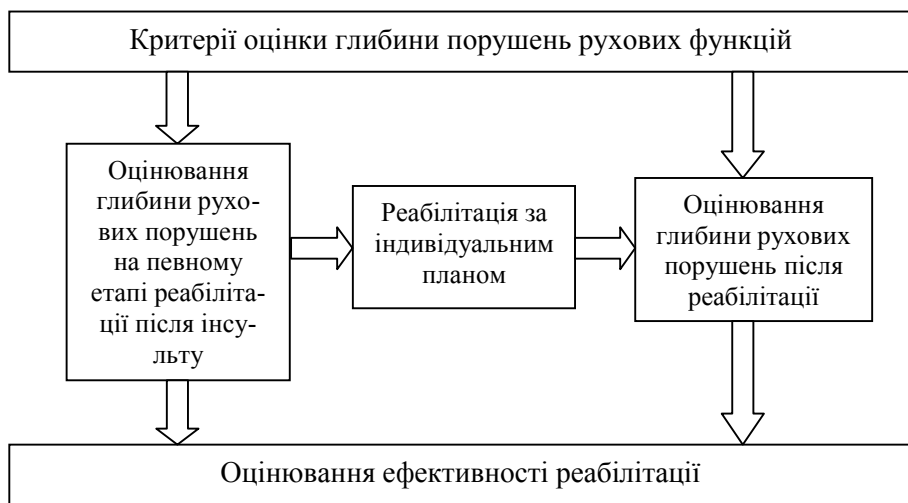 Критерії оцінки глибини порушень рухових функцій
Оцінювання
глибини рухо-
вих порушень
на певному
етапі реабіліта-
ції після інсу-
льту
Реабілітація за
індивідуальним
планом
Оцінювання
глибини рухових
порушень після
реабілітації
Оцінювання ефективності реабілітації